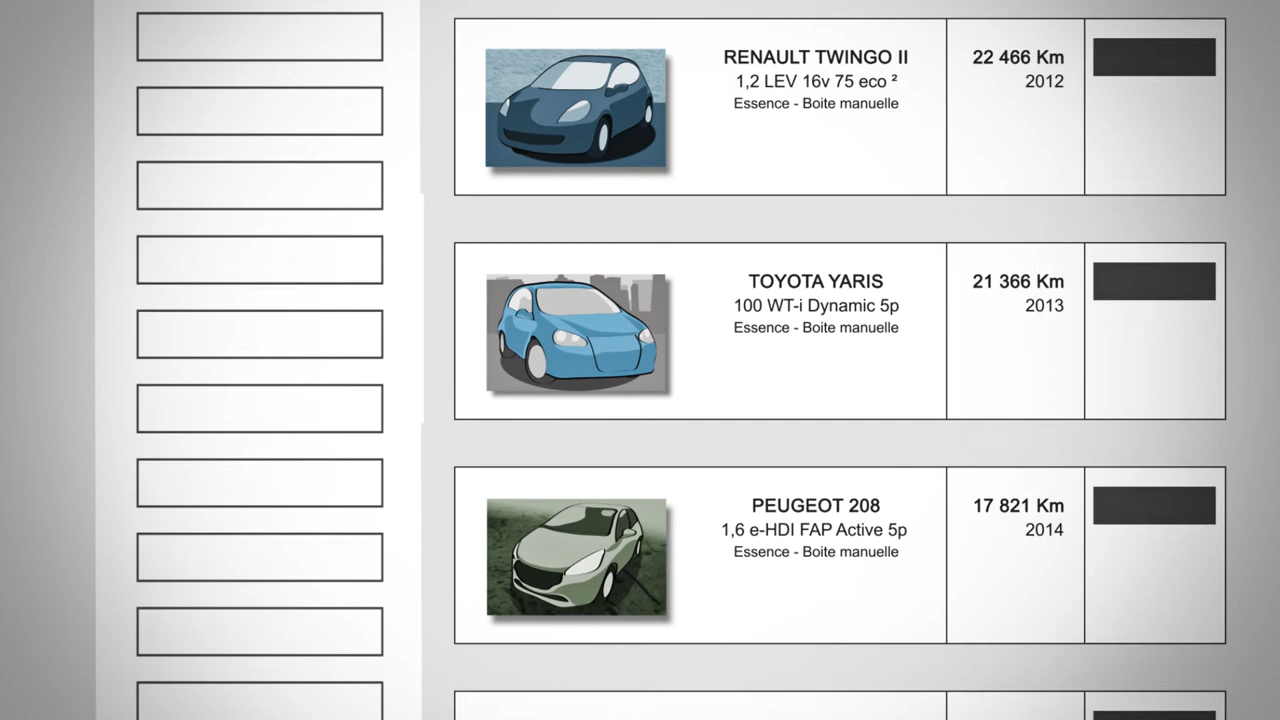 RENAULT TWINGO II
1,2 LEV 16v 75 eco ²
Essence - Boite manuelle
22 466 Km
2012
TOYOTA YARIS
100 WT-i Dynamic 5p
Essence - Boite manuelle
21 366 Km
2013
PEUGEOT 208
1,6 e-HDI FAP Active 5p
Essence - Boite manuelle
17 821 Km
2014